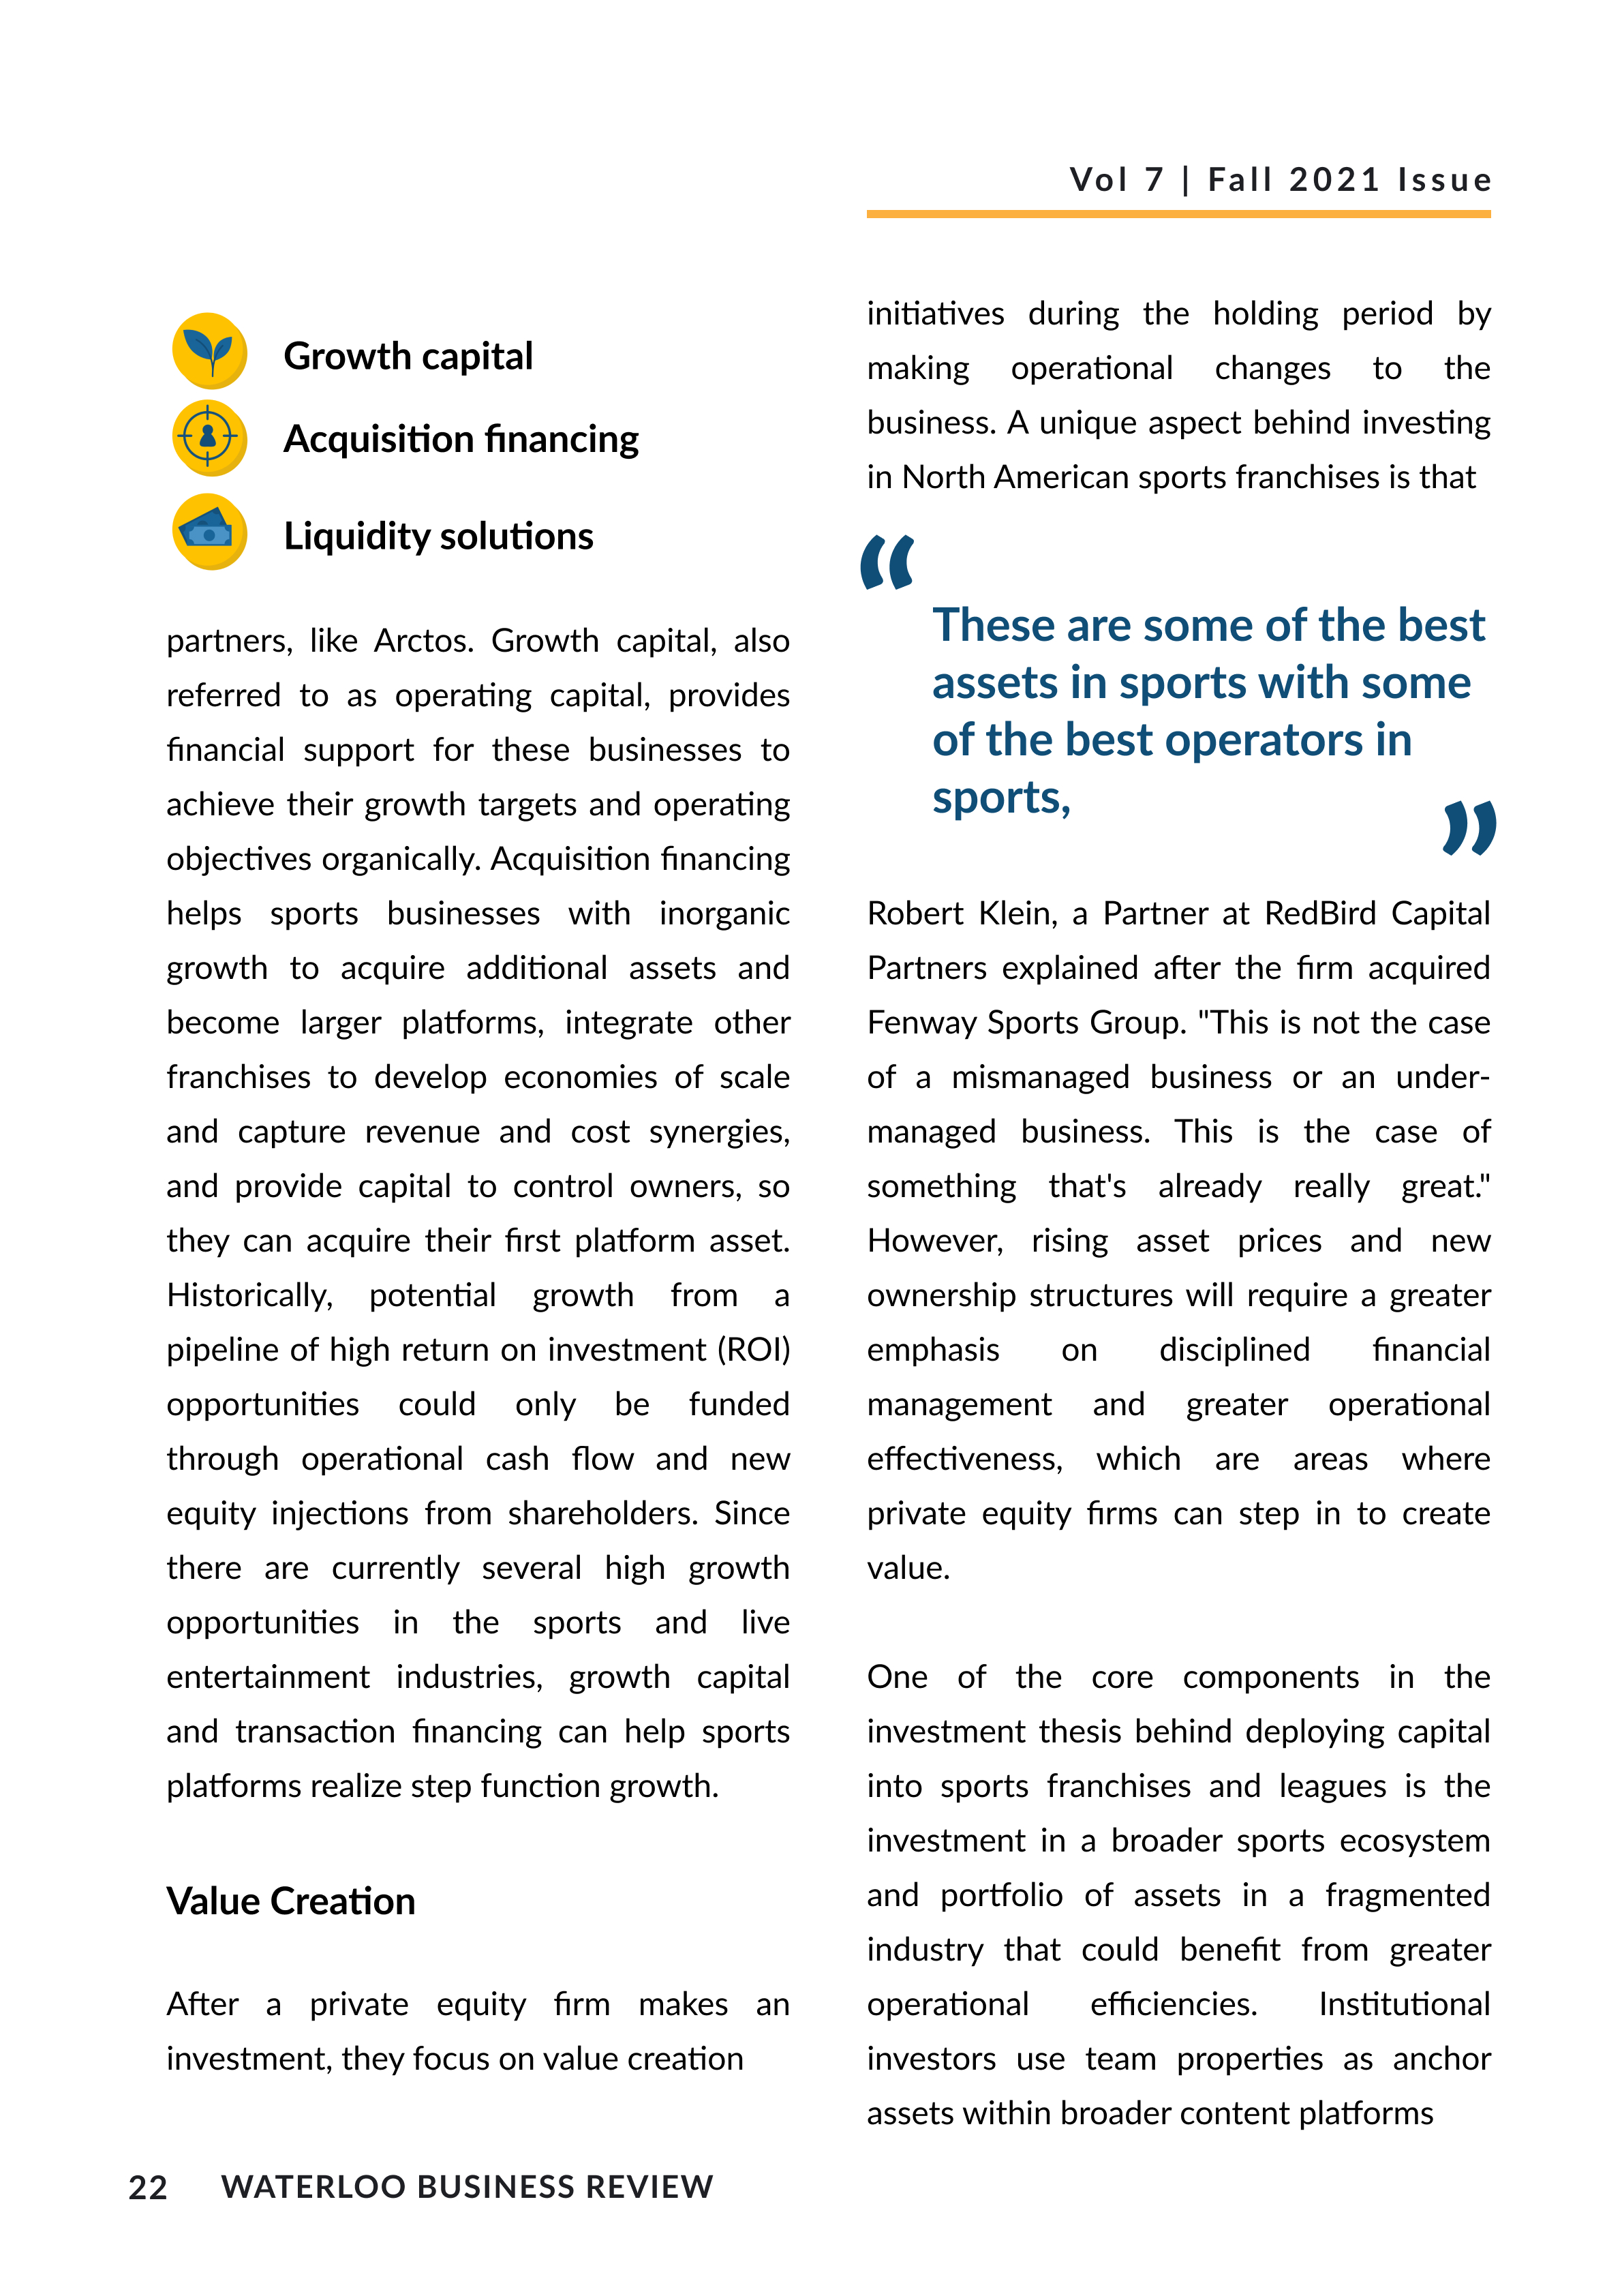 Vol 7 | Fall 2021 Issue
Growth capital
Acquisition financing
Liquidity solutions
partners, like Arctos. Growth capital, also
referred to as operating capital, provides
financial support for these businesses to
achieve their growth targets and operating
objectives organically. Acquisition financing
helps sports businesses with inorganic
growth to acquire additional assets and
become larger platforms, integrate other
franchises to develop economies of scale
and capture revenue and cost synergies,
and provide capital to control owners, so
they can acquire their first platform asset.
Historically, potential growth from a
pipeline of high return on investment (ROI)
opportunities could only be funded
through operational cash flow and new
equity injections from shareholders. Since
there are currently several high growth
opportunities in the sports and live
entertainment industries, growth capital
and transaction financing can help sports
platforms realize step function growth.
Value Creation
After a private equity firm makes an
investment, they focus on value creation
initiatives during the holding period by
making operational changes to the
business. A unique aspect behind investing
in North American sports franchises is that
“
These are some of the best
assets in sports with some
of the best operators in
sports,
”
Robert Klein, a Partner at RedBird Capital
Partners explained after the firm acquired
Fenway Sports Group. "This is not the case
of a mismanaged business or an under-
managed business. This is the case of
something that's already really great."
However, rising asset prices and new
ownership structures will require a greater
emphasis on disciplined financial
management and greater operational
effectiveness, which are areas where
private equity firms can step in to create
value.
One of the core components in the
investment thesis behind deploying capital
into sports franchises and leagues is the
investment in a broader sports ecosystem
and portfolio of assets in a fragmented
industry that could benefit from greater
operational efficiencies. Institutional
investors use team properties as anchor
assets within broader content platforms
22 WATERLOO BUSINESS REVIEW